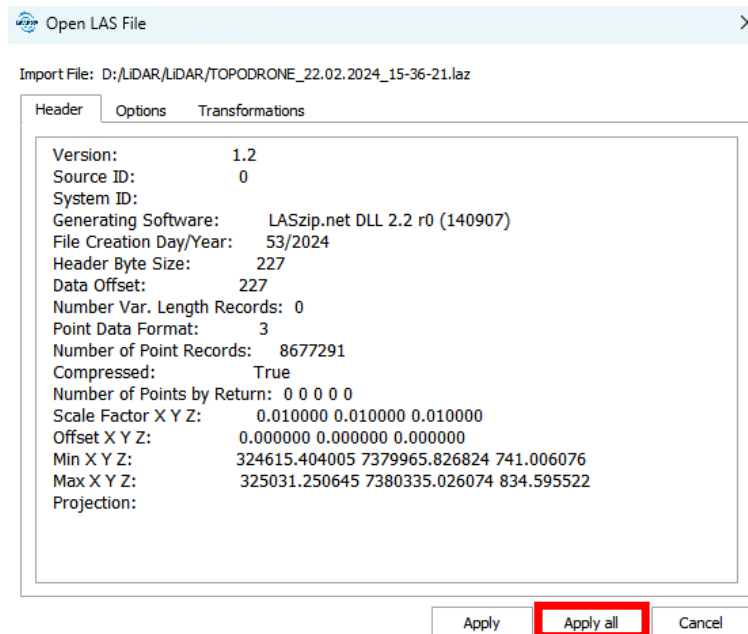 Open LAS File
Import File: D:/LiDAR/LiDAR/TOPODRONE_22.02.2024_15-36-21.laz
Header Options Transformations
Version: 1.2
Source ID: 0
System ID:
Generating Software: LASzip.net DLL 2.2 r0 (140907)
File Creation Day/Year: 53/2024
Header Byte Size: 227
Data Offset: 227
Number Var. Length Records: 0
Point Data Format: 3
Number of Point Records: 8677291
Compressed: True
Number of Points by Return: 0 0 0 0 0
Scale Factor X Y Z: 0.010000 0.010000 0.010000
Offset X Y Z: 0.000000 0.000000 0.000000
Min X Y Z: 324615.404005 7379965.826824 741.006076
Max X Y Z: 325031.250645 7380335.026074 834.595522
Projection:
Apply Apply all Cancel